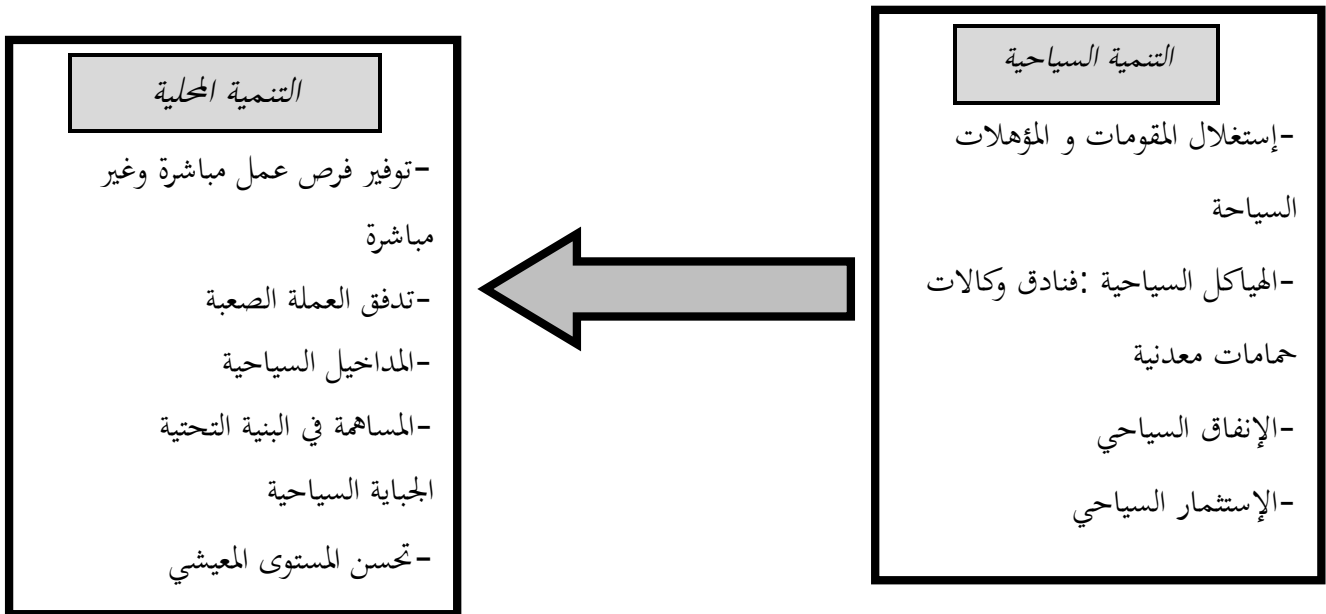 التنمية السياحية
-إستغلال المقومات و المؤهلات
السياحة
-الهياكل السياحية :فنادق وكالات
حمامات معدنية
-الإنفاق السياحي
-الإستثمار السياحي
التنمية المحلية
-توفير فرص عمل مباشرة وغير
مباشرة
-تدفق العملة الصعبة
-المداخيل السياحية
-المساهمة في البنية التحتية
الجباية السياحية
-تحسن المستوى المعيشي